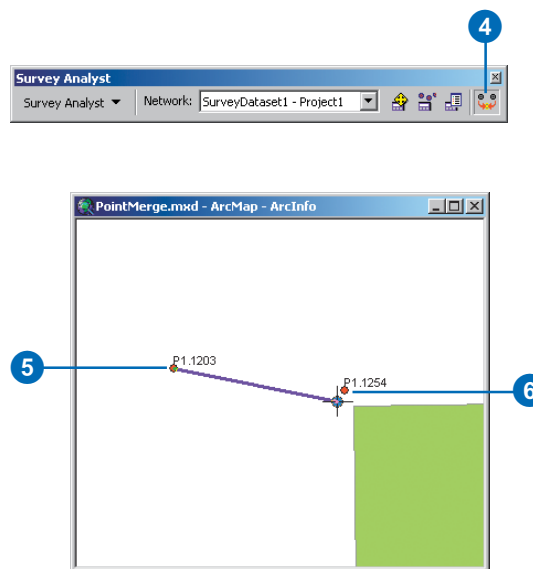 4
Survey Analyst
Survey Analyst
Network: SurveyDataset1 - Project1
PointMerge.mxd - ArcMap - ArcInfo
5
P1.1203
P1.1254
6